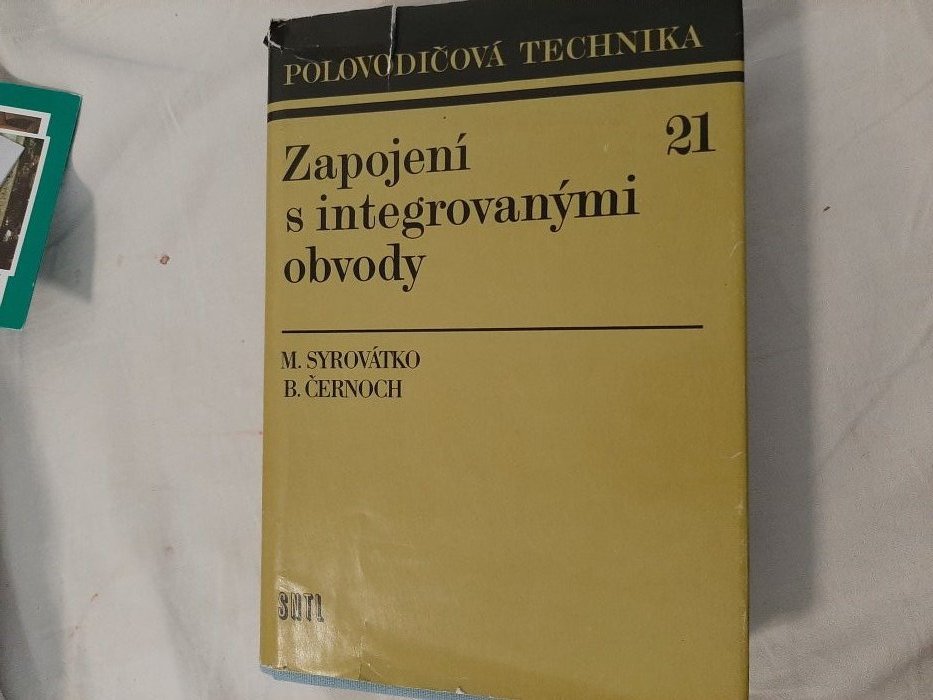 POLOVODIČOVÁ TECHNIKA
21
Zapojení
s integrovanými
obvody
M. SYROVÁTKO
B. ČERNOCH
SNTL